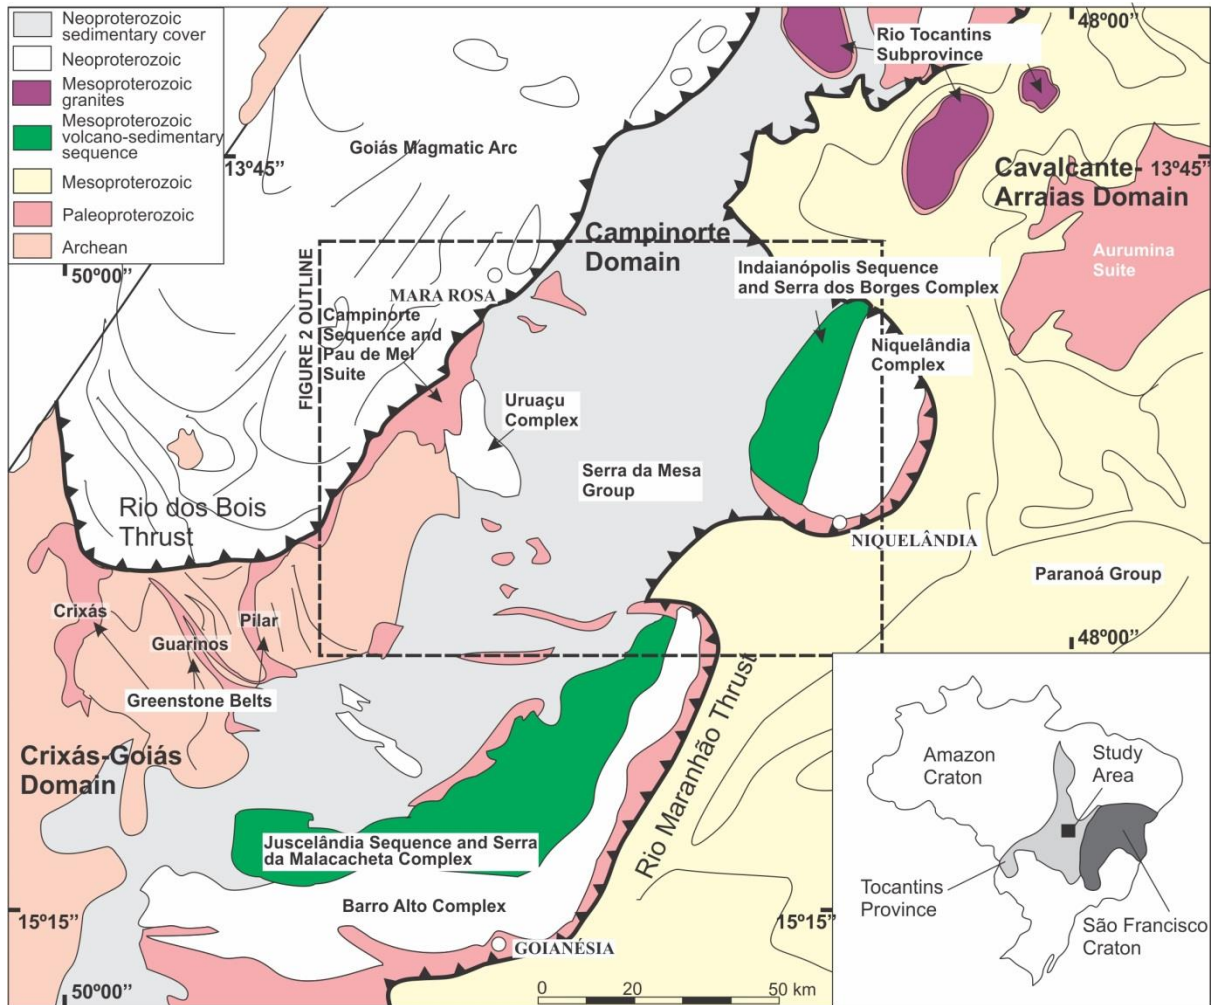 Neoproterozoic
sedimentary cover
Neoproterozoic
Mesoproterozoic
granites
Mesoproterozoic
volcano-sedimentary
sequence
Mesoproterozoic
Paleoproterozoic
Archean
48º00’’
Rio Tocantins
Subprovince
13º45’’
Goiás Magmatic Arc
Cavalcante-
Arraias Domain
13º45’’
50º00’’
Campinorte
Domain
Aurumina
Suite
FIGURE 2 OUTLINE
MARA ROSA
Indaianópolis Sequence
and Serra dos Borges Complex
Campinorte
Sequence and
Pau de Mel
Suite
Niquelândia
Complex
Uruaçu
Complex
Serra da Mesa
Group
Rio dos Bois
Thrust
NIQUELÂNDIA
Paranoá Group
Crixás
Guarinos
Pilar
48º00’’
Greenstone Belts
Crixás-Goiás
Domain
Rio Maranhão Thrust
Juscelândia Sequence and Serra
da Malacacheta Complex
Barro Alto Complex
15º15’’
15º15’’
GOIANÉSIA
50º00’’
0 20 50 km
Amazon
Craton
Study
Area
Tocantins
Province
São Francisco
Craton